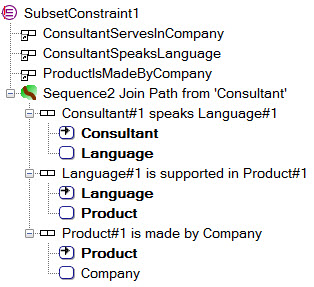 SubsetConstraint1
ConsultantServesInCompany
ConsultantSpeaksLanguage
ProductIsMadeByCompany
Sequence2 Join Path from 'Consultant'
Consultant#1 speaks Language#1
Consultant
Language
Language#1 is supported in Product#1
Language
Product
Product#1 is made by Company
Product
Company